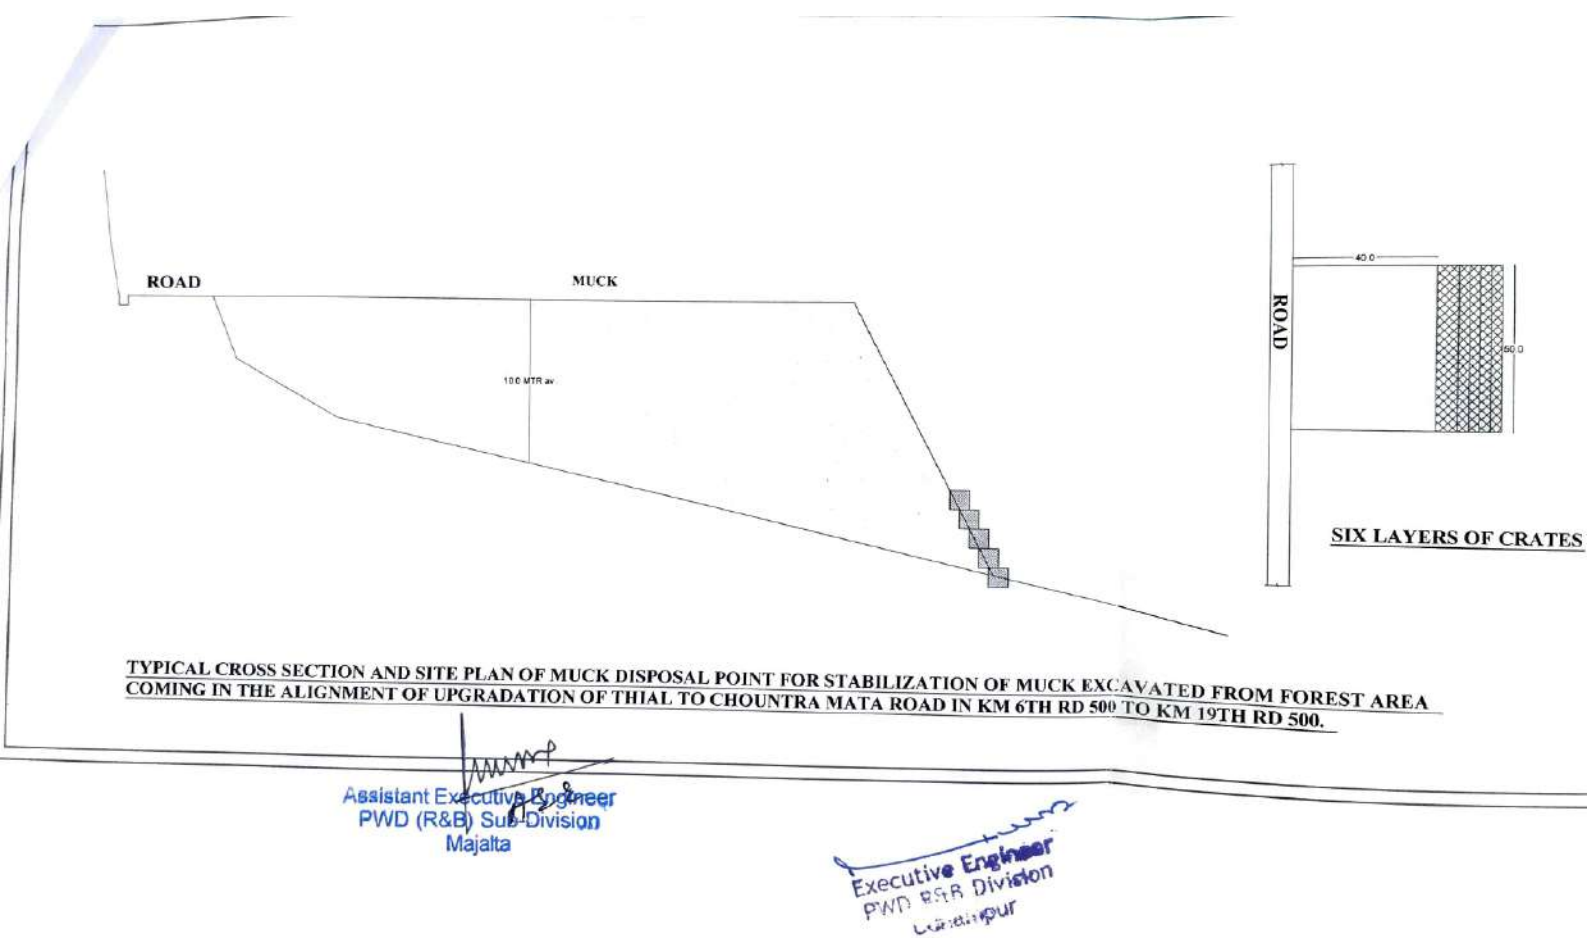 ROAD
MUCK
10.0 MTR av.
40.0
ROAD
SIX LAYERS OF CRATES
TYPICAL CROSS SECTION AND SITE PLAN OF MUCK DISPOSAL POINT FOR STABILIZATION OF MUCK EXCAVATED FROM FOREST AREA
COMING IN THE ALIGNMENT OF UPGRADATION OF THIAL TO CHOUNTRA MATA ROAD IN KM 6TH RD 500 TO KM 19TH RD 500.
Assistant Executive Engineer
PWD (R&B) Sub-Division
Majalta
Executive Engineer
PWD R&B Division